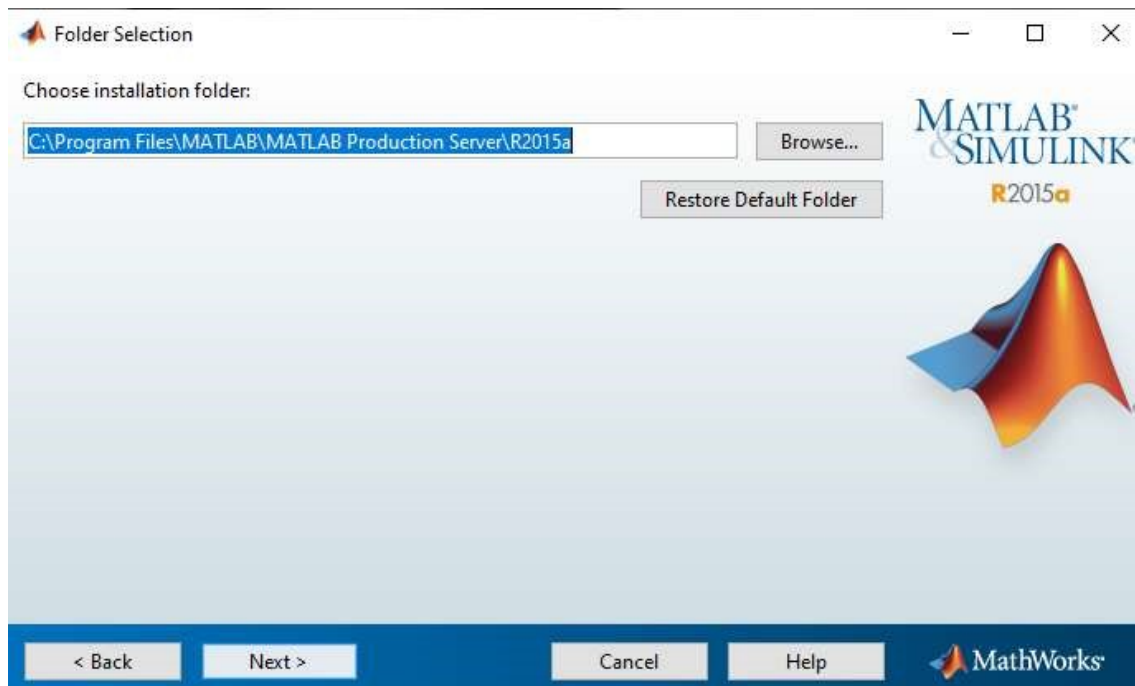 Folder Selection
Choose installation folder:
C:\Program Files\MATLAB\MATLAB Production Server\R2015a
Browse...
Restore Default Folder
MATLAB®
&SIMULINK®
R2015a
< Back
Next >
Cancel
Help
MathWorks®